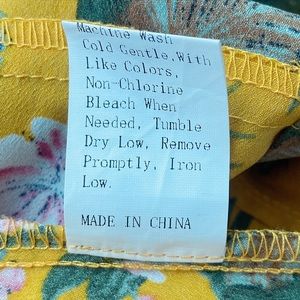 Machine Wash
Cold Gentle.With
Like Colors,
Non-Chlorine
Bleach When
Needed, Tumble
Dry Low, Remove
Promptly, Iron
Low.
MADE IN CHINA